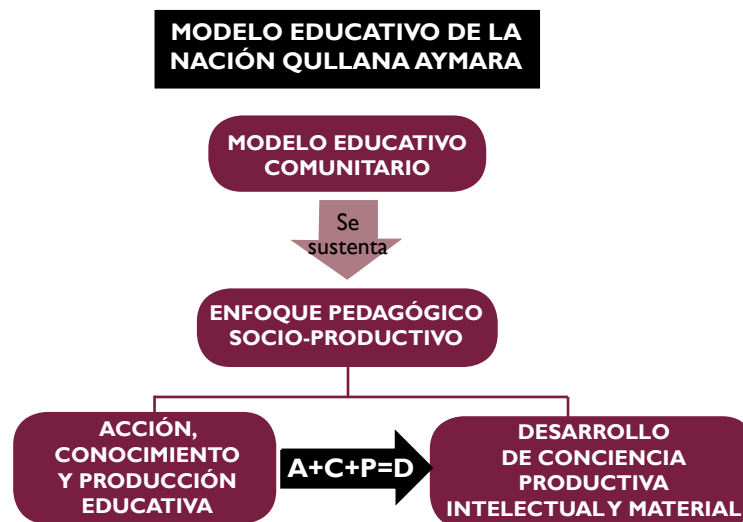 MODELO EDUCATIVO DE LA
NACIÓN QULLANA AYMARA
MODELO EDUCATIVO
COMUNITARIO
Se
sustenta
ENFOQUE PEDAGÓGICO
SOCIO-PRODUCTIVO
ACCIÓN,
CONOCIMIENTO
Y PRODUCCIÓN
EDUCATIVA
A+C+P=D
DESARROLLO
DE CONCIENCIA
PRODUCTIVA
INTELECTUAL Y MATERIAL